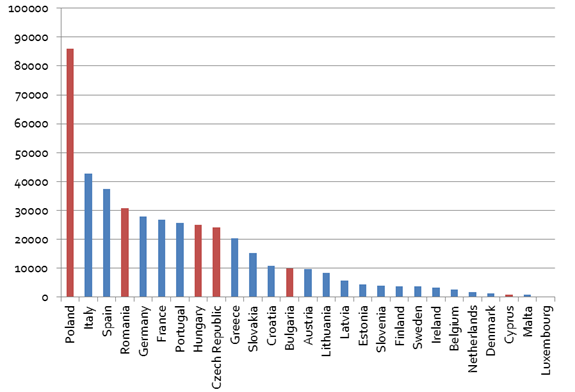 100000
90000
80000
70000
60000
50000
40000
30000
20000
10000
0
Poland
Italy
Spain
Romania
Germany
France
Portugal
Hungary
Czech Republic
Greece
Slovakia
Croatia
Bulgaria
Austria
Lithuania
Latvia
Estonia
Slovenia
Finland
Sweden
Ireland
Belgium
Netherlands
Denmark
Cyprus
Malta
Luxembourg